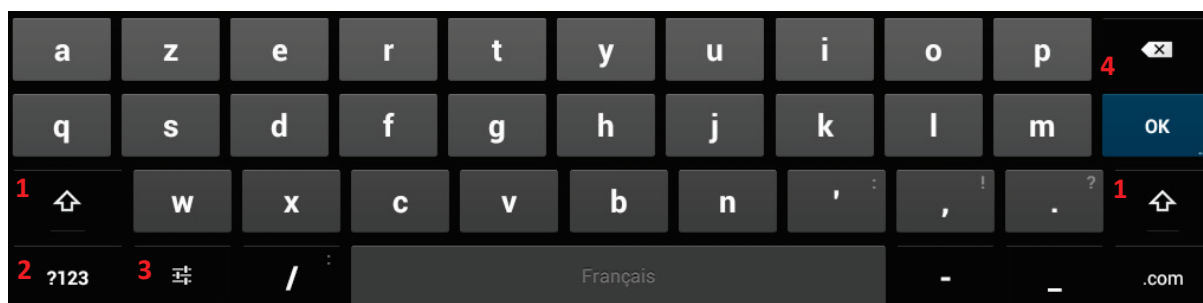 a z e r t y u i o p 4
q s d f g h j k l m OK
1 w x c v b n ' : , ! . ? 1
2 ?123 3 / : Français - _ .com